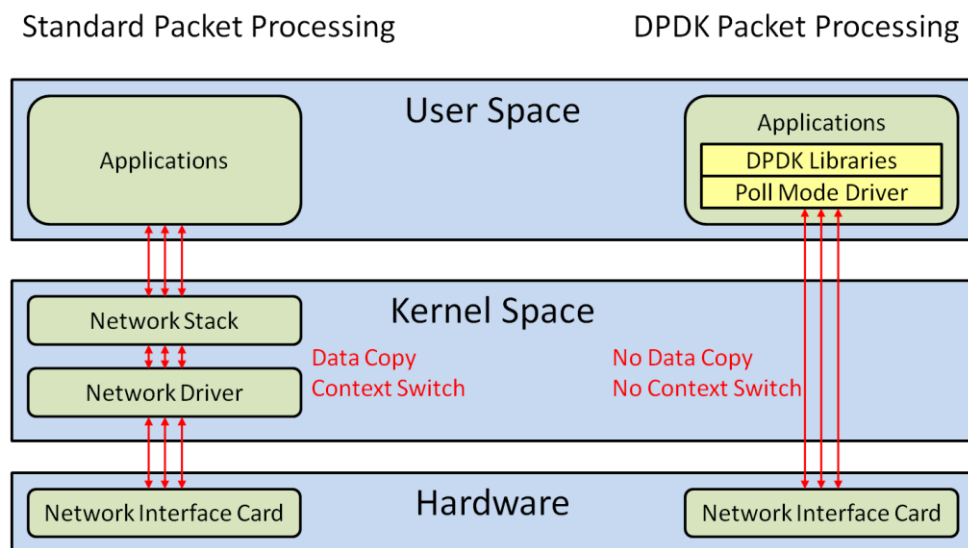 Standard Packet Processing
DPDK Packet Processing
User Space
Applications
Applications
DPDK Libraries
Poll Mode Driver
Kernel Space
Network Stack
Network Driver
Data Copy
Context Switch
No Data Copy
No Context Switch
Hardware
Network Interface Card
Network Interface Card